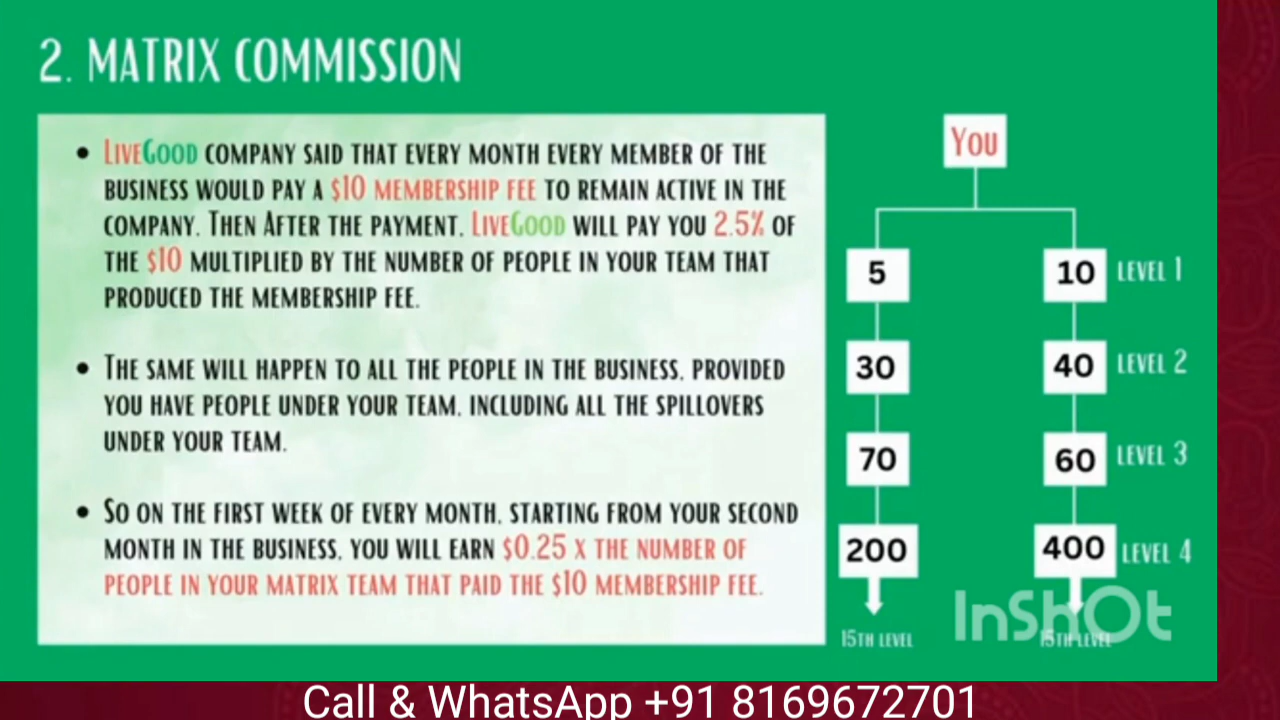 2. MATRIX COMMISSION
• LIVEGOOD COMPANY SAID THAT EVERY MONTH EVERY MEMBER OF THE
BUSINESS WOULD PAY A $10 MEMBERSHIP FEE TO REMAIN ACTIVE IN THE
COMPANY. THEN AFTER THE PAYMENT, LIVEGOOD WILL PAY YOU 2.5% OF
THE $10 MULTIPLIED BY THE NUMBER OF PEOPLE IN YOUR TEAM THAT
PRODUCED THE MEMBERSHIP FEE.
• THE SAME WILL HAPPEN TO ALL THE PEOPLE IN THE BUSINESS, PROVIDED
YOU HAVE PEOPLE UNDER YOUR TEAM, INCLUDING ALL THE SPILLOVERS
UNDER YOUR TEAM.
• SO ON THE FIRST WEEK OF EVERY MONTH, STARTING FROM YOUR SECOND
MONTH IN THE BUSINESS, YOU WILL EARN $0.25 X THE NUMBER OF
PEOPLE IN YOUR MATRIX TEAM THAT PAID THE $10 MEMBERSHIP FEE.
YOU
5 10 LEVEL 1
30 40 LEVEL 2
70 60 LEVEL 3
200 400 LEVEL 4
15TH LEVEL 15TH LEVEL
InShOt
Call & WhatsApp +91 8169672701